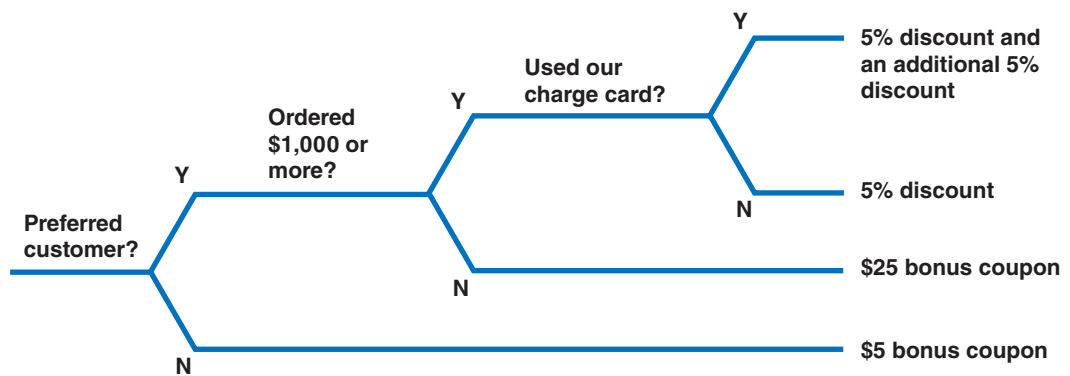 Y
5% discount and
an additional 5%
discount
Used our
charge card?
Y
Ordered
$1,000 or
more?
Y
5% discount
N
Preferred
customer?
$25 bonus coupon
N
$5 bonus coupon
N